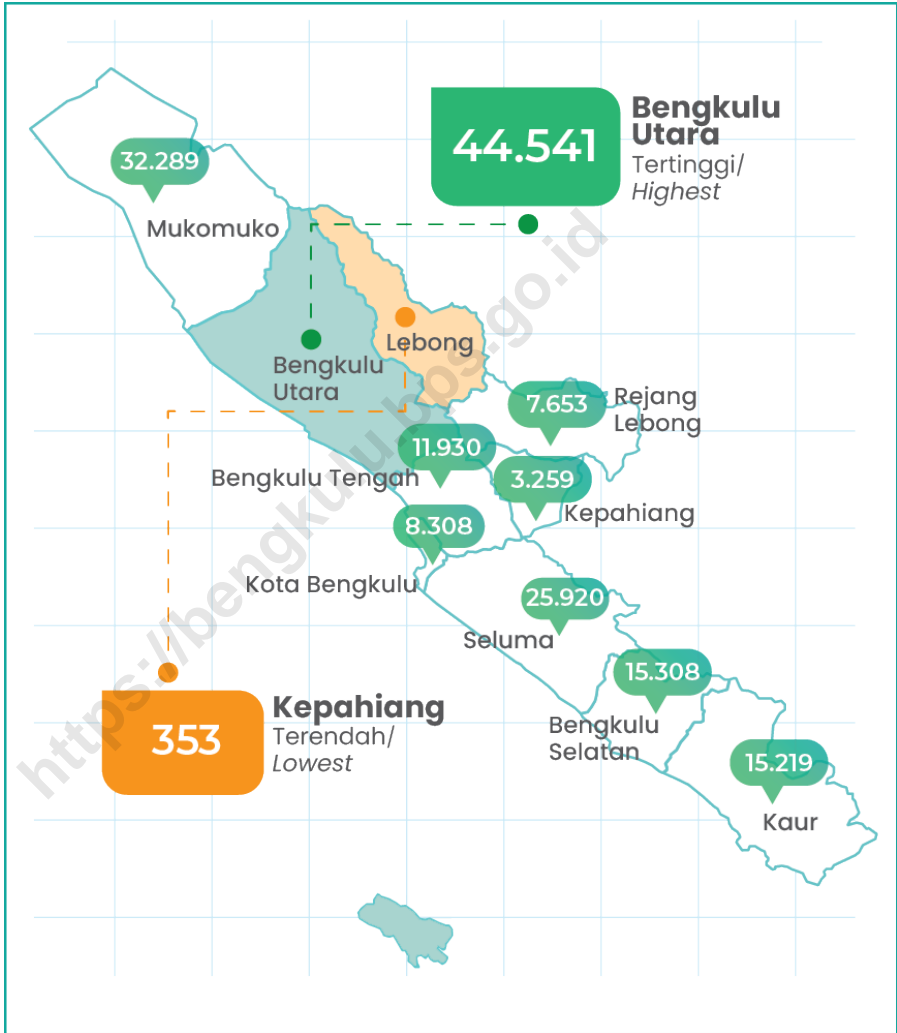 44.541
Bengkulu
Utara
Tertinggi/
Highest
32.289
Mukomuko
Lebong
Bengkulu
Utara
7.653
Rejang
Lebong
11.930
Bengkulu Tengah
3.259
Kepahiang
8.308
Kota Bengkulu
25.920
Seluma
15.308
Bengkulu
Selatan
353
Kepahiang
Terendah/
Lowest
15.219
Kaur
https://bengkulu.bps.go.id